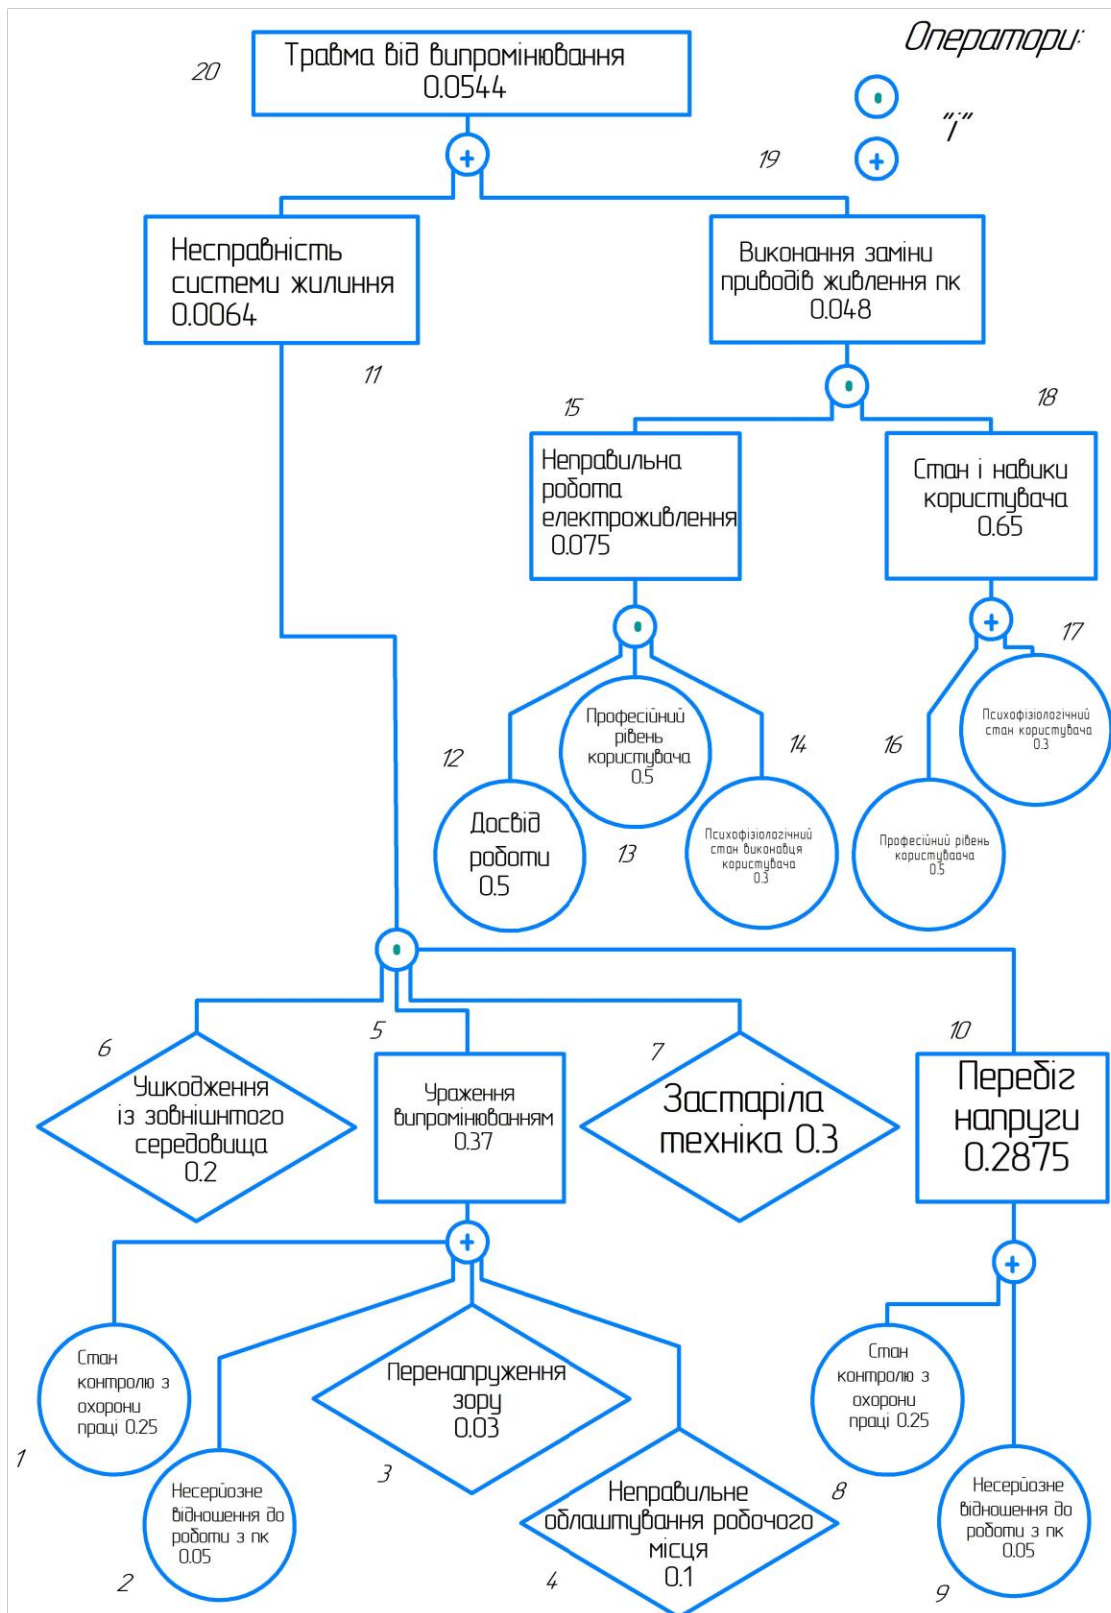 Оператори:
20
Травма від випромінювання
0.0544
"і"
19
+
+
Несправність
системи жилиння
0.0064
Виконання заміни
приводів живлення пк
0.048
11
15
18
Неправильна
робота
електроживлення
0.075
Стан і навики
користувача
0.65
+
17
Психофізіологічний
стан користувача
0.3
12
Професійний
рівень
користувача
0.5
14
16
Досвід
роботи
0.5
13
Психофізіологічний
стан виконавця
користувача
0.3
Професійний рівень
користуваача
0.5
6
5
7
10
Ушкодження
із зовнішнтого
середовища
0.2
Ураження
випромінюванням
0.37
Застаріла
техніка 0.3
Перебіг
напруги
0.2875
+
+
Стан
контролю з
охорони
праці 0.25
Перенапруження
зору
0.03
Стан
контролю з
охорони
праці 0.25
1
3
8
Несерйозне
відношення до
роботи з пк
0.05
Неправильне
облаштування робочого
місця
0.1
Несерйозне
відношення до
роботи з пк
0.05
2
4
9